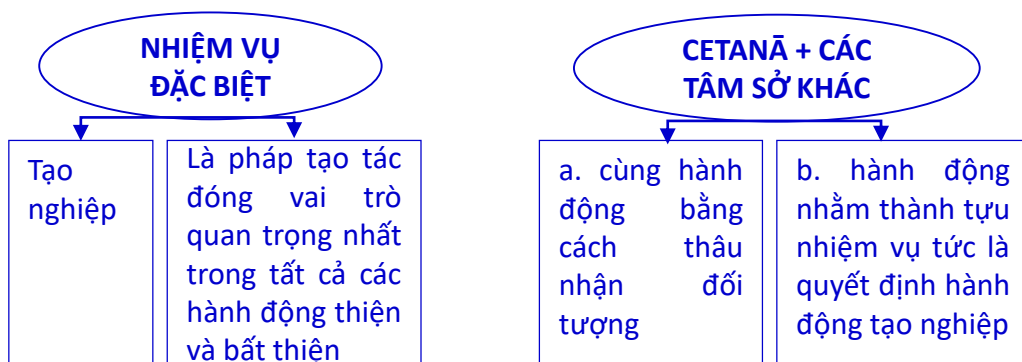 NHIỆM VỤ
ĐẶC BIỆT
Tạo
nghiệp
Là pháp tạo tác
đóng vai trò
quan trọng nhất
trong tất cả các
hành động thiện
và bất thiện
CETANĀ + CÁC
TÂM SỞ KHÁC
a. cùng hành
động bằng
cách thâu
nhận đối
tượng
b. hành động
nhằm thành tựu
nhiệm vụ tức là
quyết định hành
động tạo nghiệp